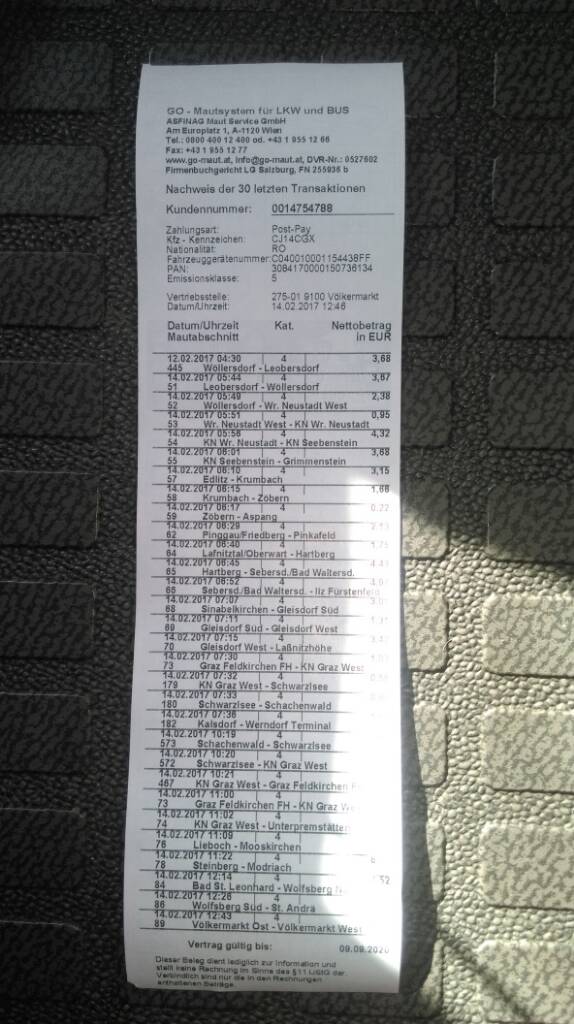 GO - Mautsystem für LKW und BUS
ASFINAG Maut Service GmbH
Am Europlatz 1, A-1120 Wien
Tel.: 0800 400 12 400 od. +43 1 955 12 66
Fax: +43 1 955 12 77
www.go-maut.at, info@go-maut.at, DVR-Nr.: 0527602
Firmenbuchgericht LG Salzburg, FN 255936 b
Nachweis der 30 letzten Transaktionen
Kundennummer: 0014754788
Zahlungsart: Post-Pay
Kfz - Kennzeichen: CJ14CGX
Nationalität: RO
Fahrzeuggerätenummer: C040010001154438FF
PAN: 3084170000150736134
Emissionsklasse: 5
Vertriebsstelle: 275-01 9100 Völkermarkt
Datum/Uhrzeit: 14.02.2017 12:46
Datum/Uhrzeit Kat. Nettobetrag
Mautabschnitt in EUR
12.02.2017 04:30 4 3,68
445 Wöllersdorf - Leobersdorf
14.02.2017 05:44 4 3,67
51 Leobersdorf - Wöllersdorf
14.02.2017 05:49 4 2,38
52 Wöllersdorf - Wr. Neustadt West
14.02.2017 05:51 4 0,95
53 Wr. Neustadt West - KN Wr. Neustadt
14.02.2017 05:56 4 4,32
54 KN Wr. Neustadt - KN Seebenstein
14.02.2017 06:01 4 3,68
55 KN Seebenstein - Grimmenstein
14.02.2017 06:10 4 3,15
57 Edlitz - Krumbach
14.02.2017 06:15 4 1,66
58 Krumbach - Zöbern
14.02.2017 06:17 4 0,72
59 Zöbern - Aspang
14.02.2017 06:29 4 2,13
62 Pinggau/Friedberg - Pinkafeld
14.02.2017 06:40 4 1,75
64 Lafnitztal/Oberwart - Hartberg
14.02.2017 06:45 4
65 Hartberg - Sebersd./Bad Waltersd.
14.02.2017 06:52 4
66 Sebersd./Bad Waltersd. - Ilz Fürstenfeld
14.02.2017 07:07 4
68 Sinabelkirchen - Gleisdorf Süd
14.02.2017 07:11 4
69 Gleisdorf Süd - Gleisdorf West
14.02.2017 07:15 4
70 Gleisdorf West - Laßnitzhöhe
14.02.2017 07:30 4
73 Graz Feldkirchen FH - KN Graz West
14.02.2017 07:32 4
179 KN Graz West - Schwarzlsee
14.02.2017 07:33 4
180 Schwarzlsee - Schachenwald
14.02.2017 07:36 4
182 Kalsdorf - Werndorf Terminal
14.02.2017 10:19 4
573 Schachenwald - Schwarzlsee
14.02.2017 10:20 4
572 Schwarzlsee - KN Graz West
14.02.2017 10:21 4
467 KN Graz West - Graz Feldkirchen F
14.02.2017 11:00 4
73 Graz Feldkirchen FH - KN Graz We
14.02.2017 11:02 4
74 KN Graz West - Unterpremstätten
14.02.2017 11:09 4
76 Lieboch - Mooskirchen
14.02.2017 11:22 4
78 Steinberg - Modriach
14.02.2017 12:14 4
84 Bad St. Leonhard - Wolfsberg N
14.02.2017 12:26 4
86 Wolfsberg Süd - St. Andrä
14.02.2017 12:43 4
89 Völkermarkt Ost - Völkermarkt West
Vertrag gültig bis: 09.09.2020
Dieser Beleg dient lediglich zur Information und
stellt keine Rechnung im Sinne des §11 UStG dar.
Verbindlich sind nur die in den Rechnungen
enthaltenen Beträge.